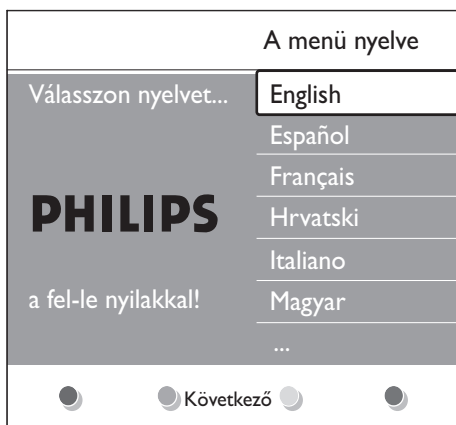 A menü nyelve
Válasszon nyelvet...
English
Español
Français
PHILIPS
Hrvatski
Italiano
a fel-le nyilakkal!
Magyar
...
Következő